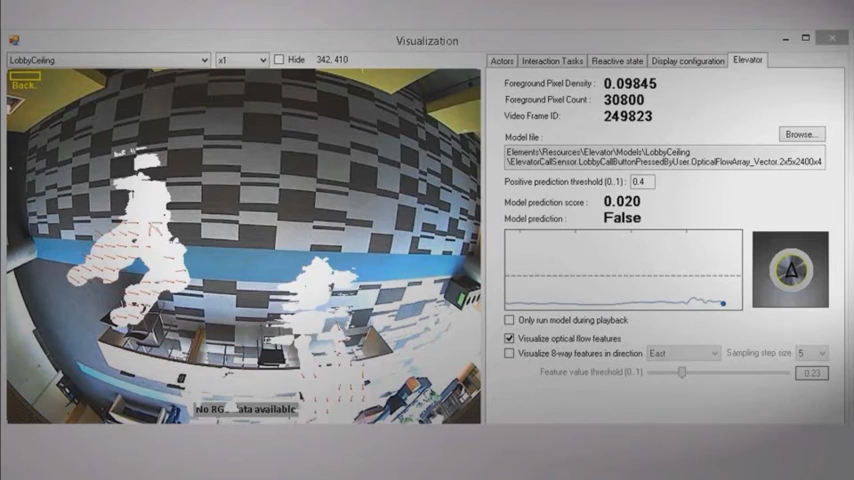 Visualization
LobbyCeiling
x1
Hide
342, 410
Actors
Interaction Tasks
Reactive state
Display configuration
Elevator
Back.
Foreground Pixel Density : 0.09845
Foreground Pixel Count : 30800
Video Frame ID: 249823
Model file :
Browse...
Elements\Resources\Elevator\Models\LobbyCeiling
\ElevatorCallSensor.LobbyCallButtonPressedByUser.OpticalFlowArray_Vector.2x5x2400x4
Positive prediction threshold (0..1) : 0.4
Model prediction score : 0.020
Model prediction : False
Only run model during playback
Visualize optical flow features
Visualize 8-way features in direction East Sampling step size 5
Feature value threshold (0..1) 0.23
No RG ata available